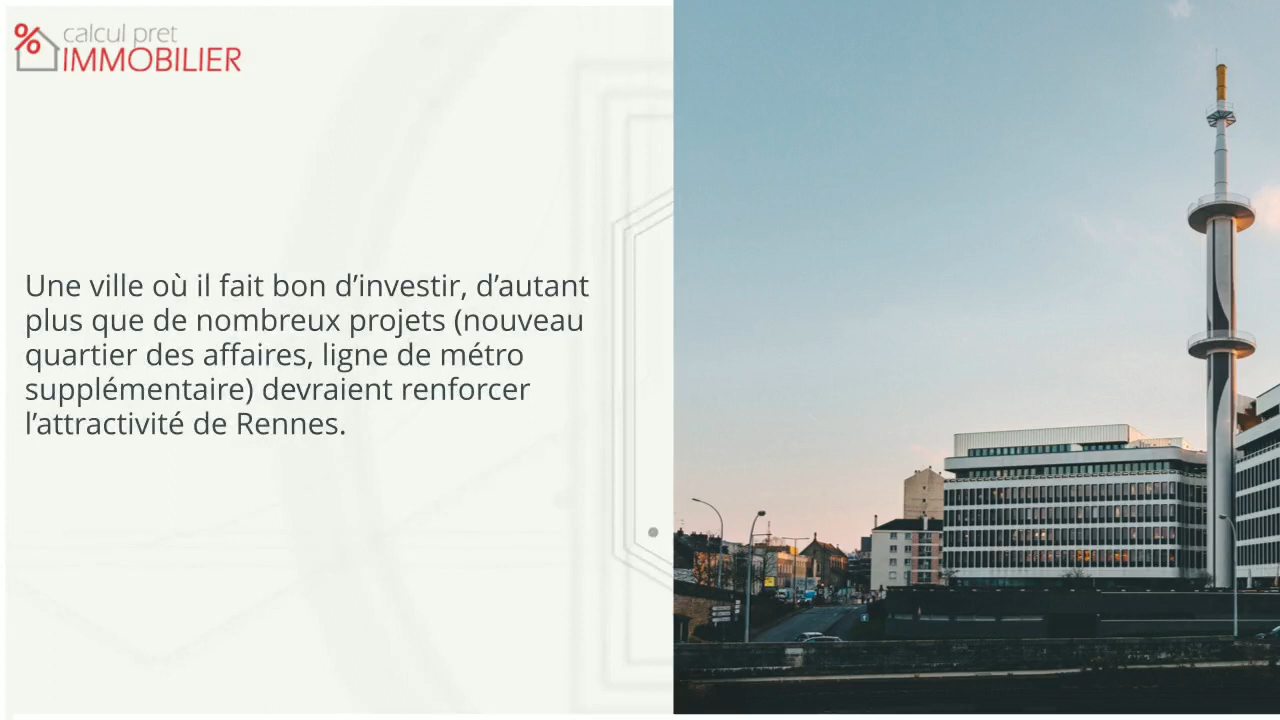 calcul pret
IMMOBILIER
Une ville où il fait bon d’investir, d’autant
plus que de nombreux projets (nouveau
quartier des affaires, ligne de métro
supplémentaire) devraient renforcer
l’attractivité de Rennes.